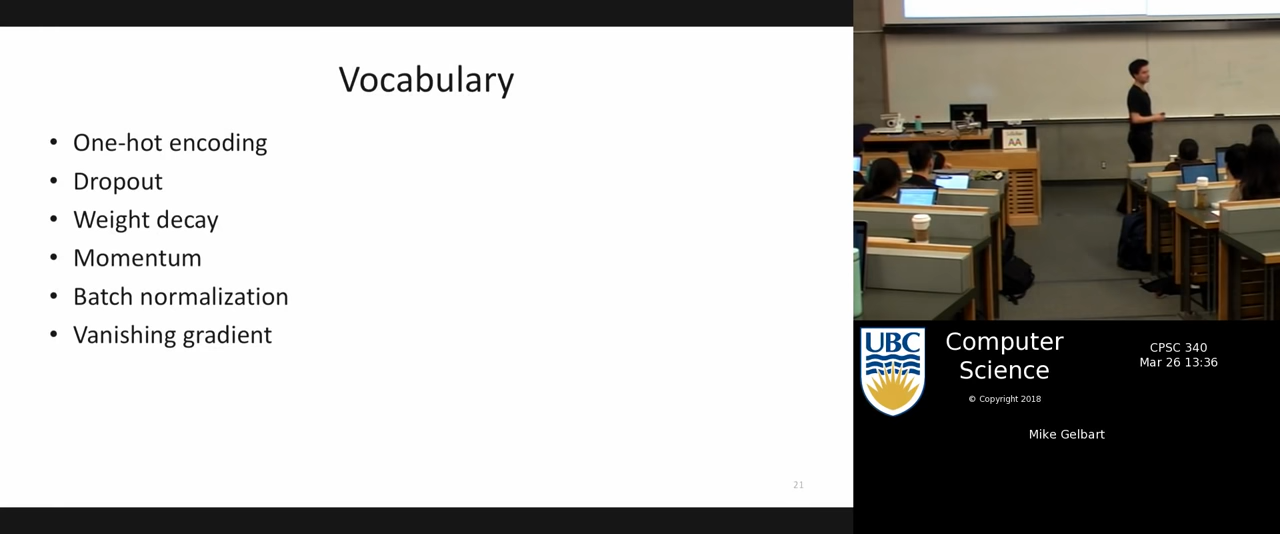 Vocabulary
• One-hot encoding
• Dropout
• Weight decay
• Momentum
• Batch normalization
• Vanishing gradient
21
AA
UBC
Computer
Science
© Copyright 2018
CPSC 340
Mar 26 13:36
Mike Gelbart